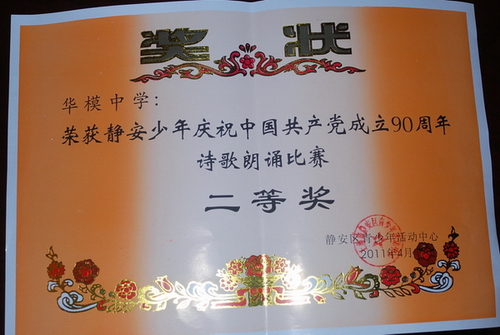 奖状
华模中学:
荣获静安少年庆祝中国共产党成立90周年
诗歌朗诵比赛
二等奖
静安区青少年活动中心
2011年4月